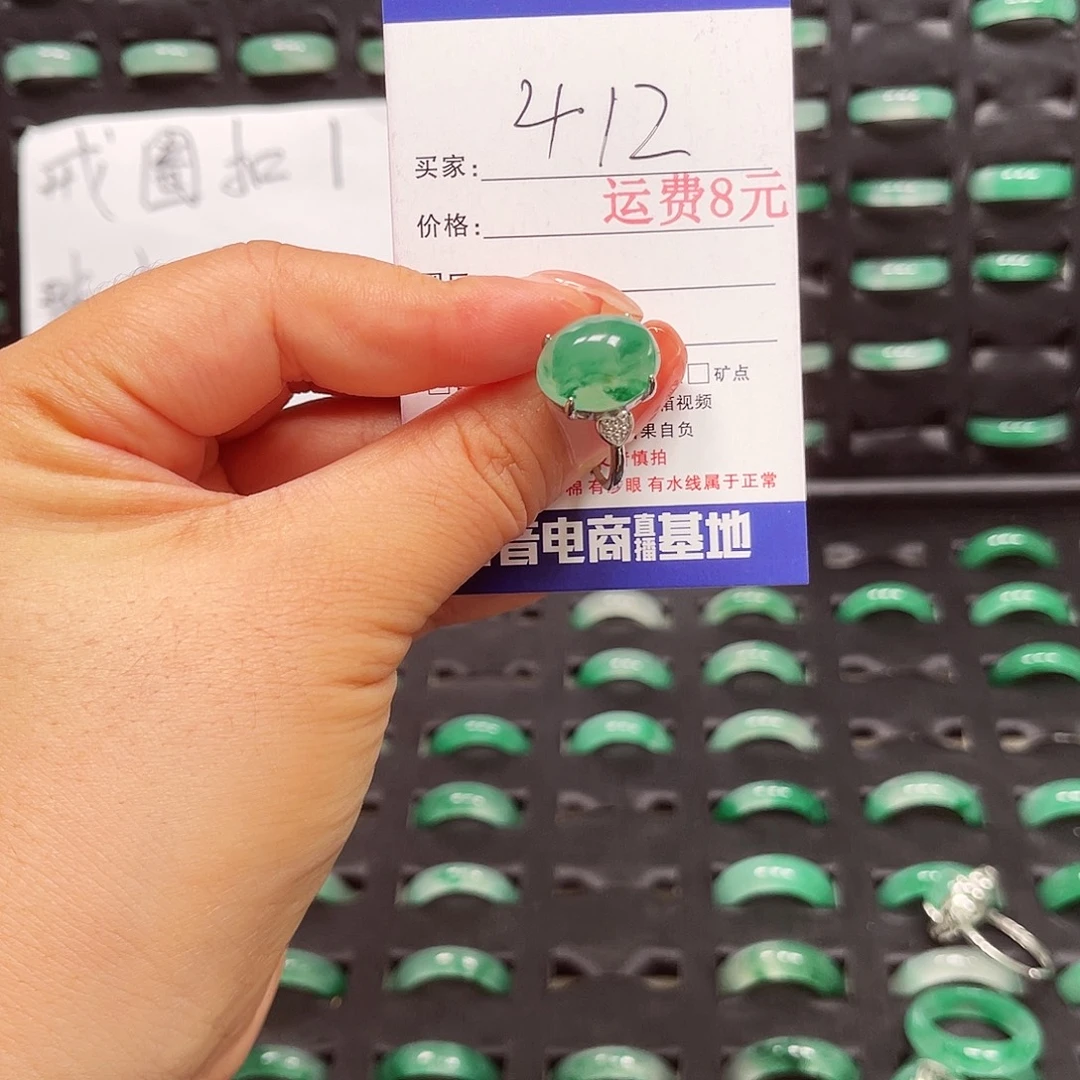 412
买家:
运费8元
价格:
戒圈扣1
矿点
视频
果自负
慎拍
棉有 眼有水线属于正常
音电商直播基地